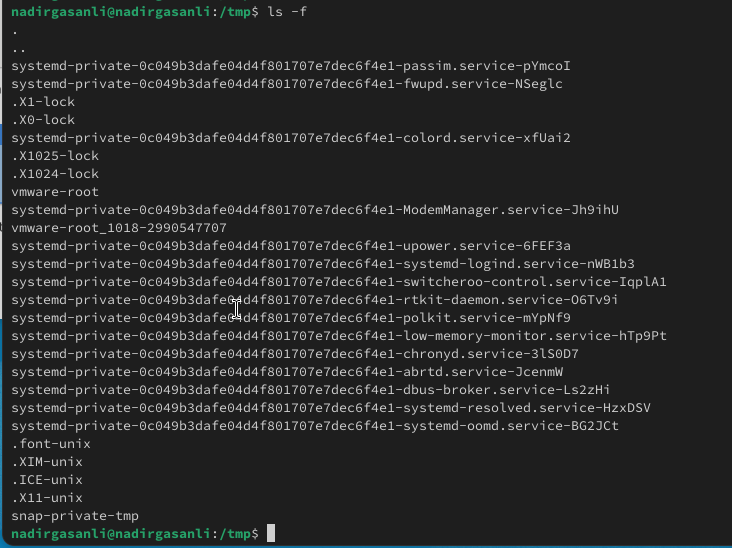 nadirgasanli@nadirgasanli:/tmp$ ls -f
.
..
systemd-private-0c049b3dafe04d4f801707e7dec6f4e1-passim.service-pYmcoI
systemd-private-0c049b3dafe04d4f801707e7dec6f4e1-fwupd.service-NSeglc
.X1-lock
.X0-lock
systemd-private-0c049b3dafe04d4f801707e7dec6f4e1-colord.service-xfUai2
.X1025-lock
.X1024-lock
vmware-root
systemd-private-0c049b3dafe04d4f801707e7dec6f4e1-ModemManager.service-Jh9ihU
vmware-root_1018-2990547707
systemd-private-0c049b3dafe04d4f801707e7dec6f4e1-upower.service-6FEF3a
systemd-private-0c049b3dafe04d4f801707e7dec6f4e1-systemd-logind.service-nWB1b3
systemd-private-0c049b3dafe04d4f801707e7dec6f4e1-switcheroo-control.service-IqplA1
systemd-private-0c049b3dafe04d4f801707e7dec6f4e1-rtkit-daemon.service-O6Tv9i
systemd-private-0c049b3dafe04d4f801707e7dec6f4e1-polkit.service-mYpNf9
systemd-private-0c049b3dafe04d4f801707e7dec6f4e1-low-memory-monitor.service-hTp9Pt
systemd-private-0c049b3dafe04d4f801707e7dec6f4e1-chronyd.service-3lS0D7
systemd-private-0c049b3dafe04d4f801707e7dec6f4e1-abrtd.service-JcenmW
systemd-private-0c049b3dafe04d4f801707e7dec6f4e1-dbus-broker.service-Ls2zHi
systemd-private-0c049b3dafe04d4f801707e7dec6f4e1-systemd-resolved.service-HzxDSV
systemd-private-0c049b3dafe04d4f801707e7dec6f4e1-systemd-oomd.service-BG2JCt
.font-unix
.XIM-unix
.ICE-unix
.X11-unix
snap-private-tmp
nadirgasanli@nadirgasanli:/tmp$